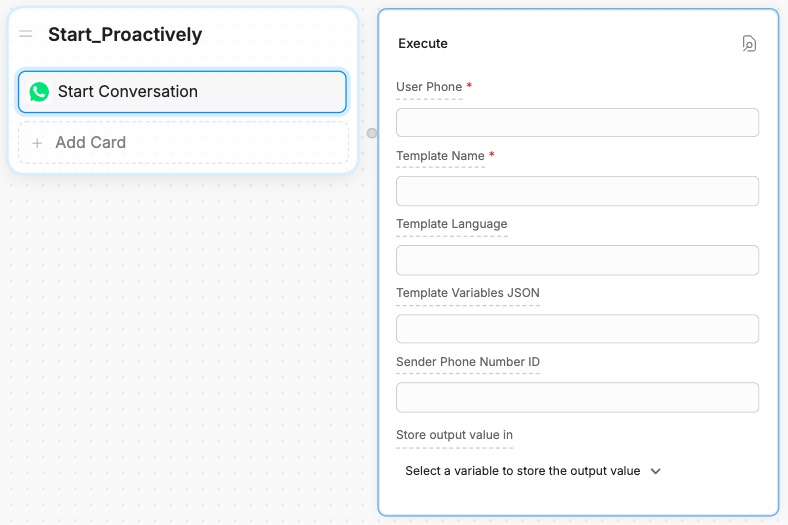 Start_Proactively
Start Conversation
+ Add Card
Execute
User Phone *
Template Name *
Template Language
Template Variables JSON
Sender Phone Number ID
Store output value in
Select a variable to store the output value